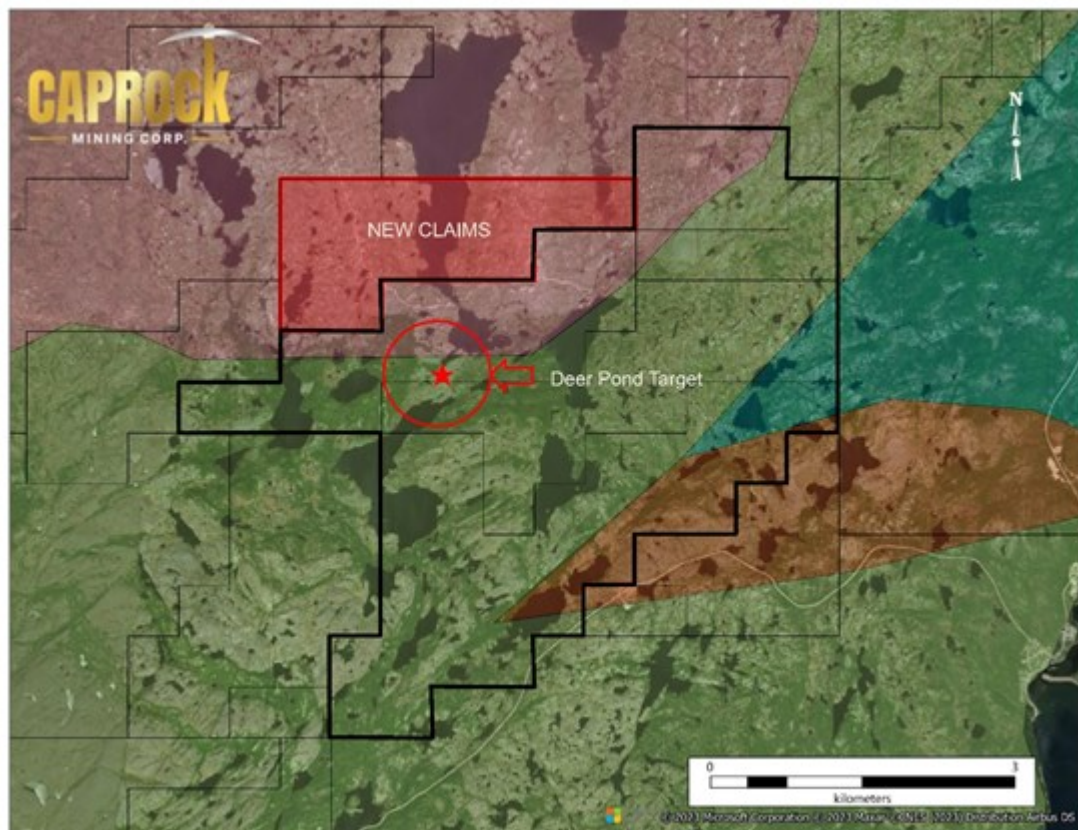 CAPROCK
MINING CORP.
N
NEW CLAIMS
Deer Pond Target
0 3
kilometers
© 2023 Microsoft Corporation © 2023 Maxar © CNES (2023) Distribution Airbus DS